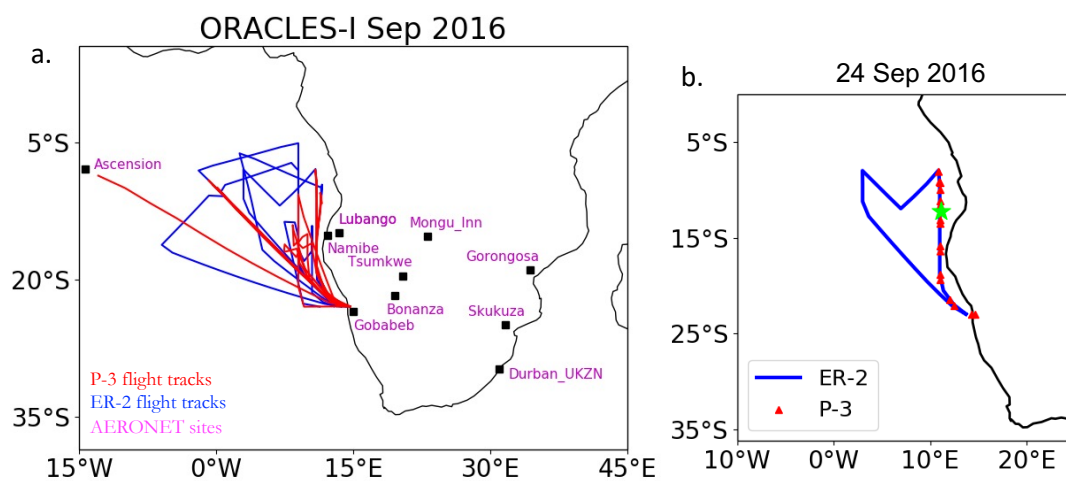 ORACLES-I Sep 2016
a.
5°S
20°S
35°S
15°W
0°W
15°E
30°E
45°E
Ascension
Lubango
Mongu_Inn
Namibe
Tsumkwe
Gorongosa
Bonanza
Gobabeb
Skukuza
Durban_UKZN
P-3 flight tracks
ER-2 flight tracks
AERONET sites
b.
24 Sep 2016
5°S
15°S
25°S
35°S
10°W
0°W
10°E
20°E
ER-2
P-3